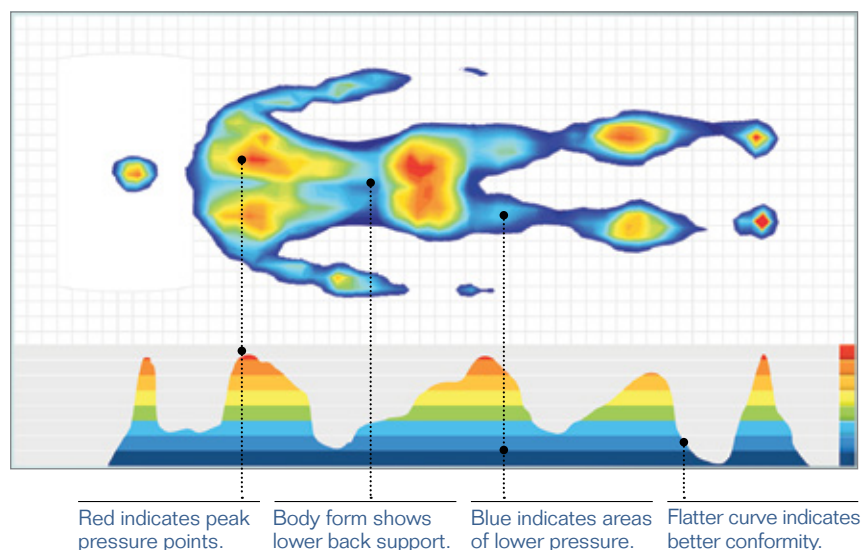 Red indicates peak
pressure points.
Body form shows
lower back support.
Blue indicates areas
of lower pressure.
Flatter curve indicates
better conformity.